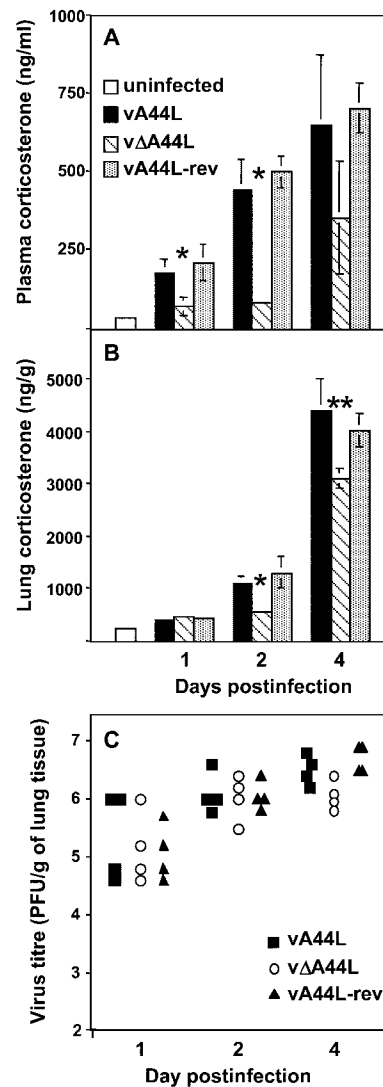 A
1000
750
500
250
Plasma corticosterone (ng/ml)
uninfected
vA44L
vΔA44L
vA44L-rev
*
*
B
5000
4000
3000
2000
1000
Lung corticosterone (ng/g)
*
**
1 2 4
Days postinfection
C
7
6
5
4
3
2
Virus titre (PFU/g of lung tissue)
vA44L
vΔA44L
vA44L-rev
1 2 4
Day postinfection